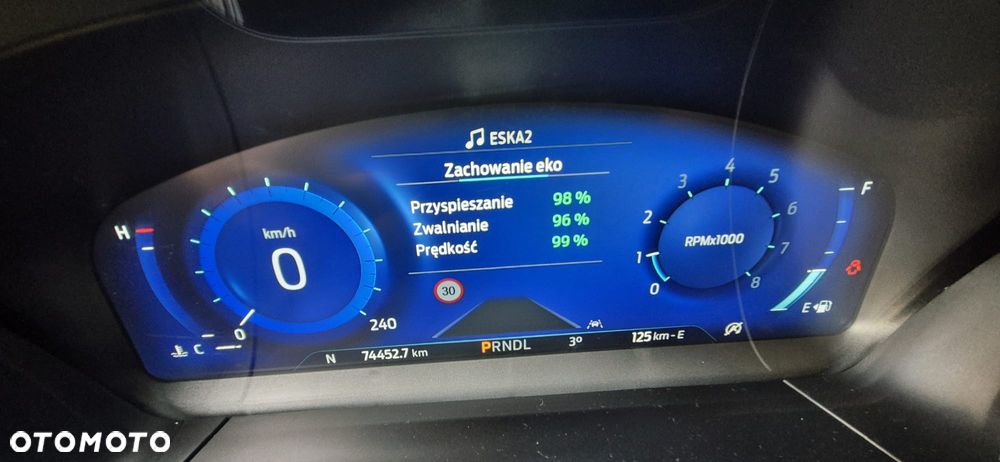 ESKA2
Zachowanie eko
Przyspieszanie 98 %
Zwalnianie 96 %
Prędkość 99 %
H
km/h
0
0
240
C
30
4
3
5
2
6
1
7
0
8
RPMx1000
F
E
N 74452.7 km PRNDL 3° 125 km - E
OTOMOTO